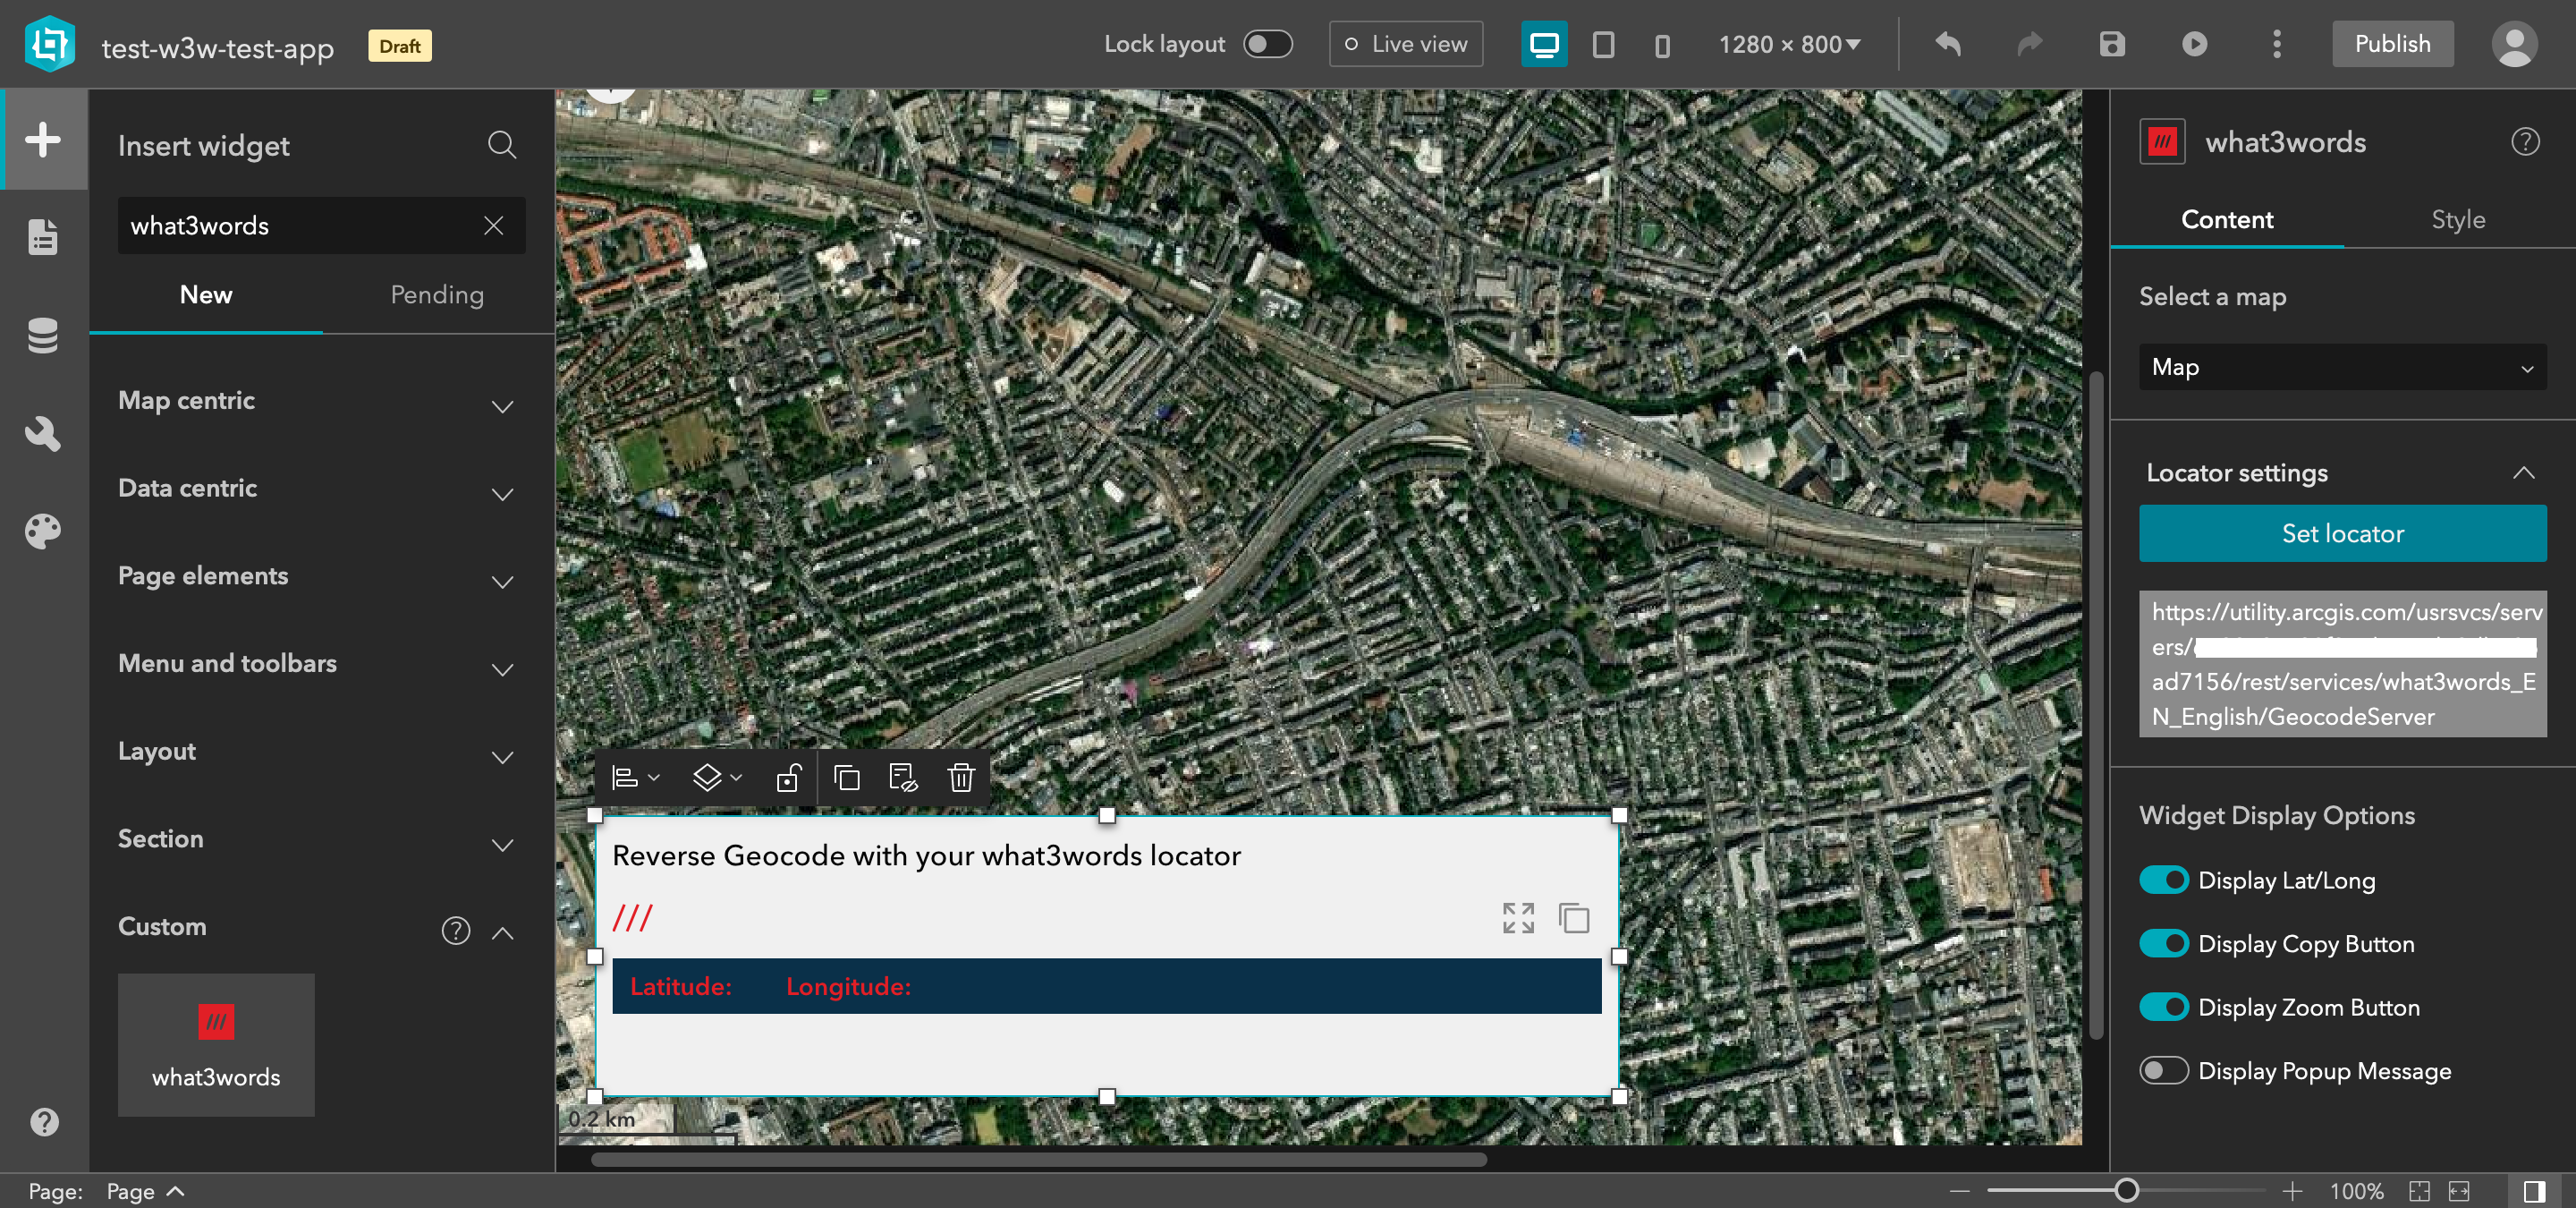 test-w3w-test-app
Draft
Lock layout
Live view
1280 × 800
Publish
Insert widget
what3words
New
Pending
Map centric
Data centric
Page elements
Menu and toolbars
Layout
Section
Custom
what3words
Reverse Geocode with your what3words locator
///
Latitude: Longitude:
0.2 km
what3words
Content
Style
Select a map
Map
Locator settings
Set locator
https://utility.arcgis.com/usrsvcs/serv
ers/
ad7156/rest/services/what3words_E
N_English/GeocodeServer
Widget Display Options
Display Lat/Long
Display Copy Button
Display Zoom Button
Display Popup Message
Page: Page
100%